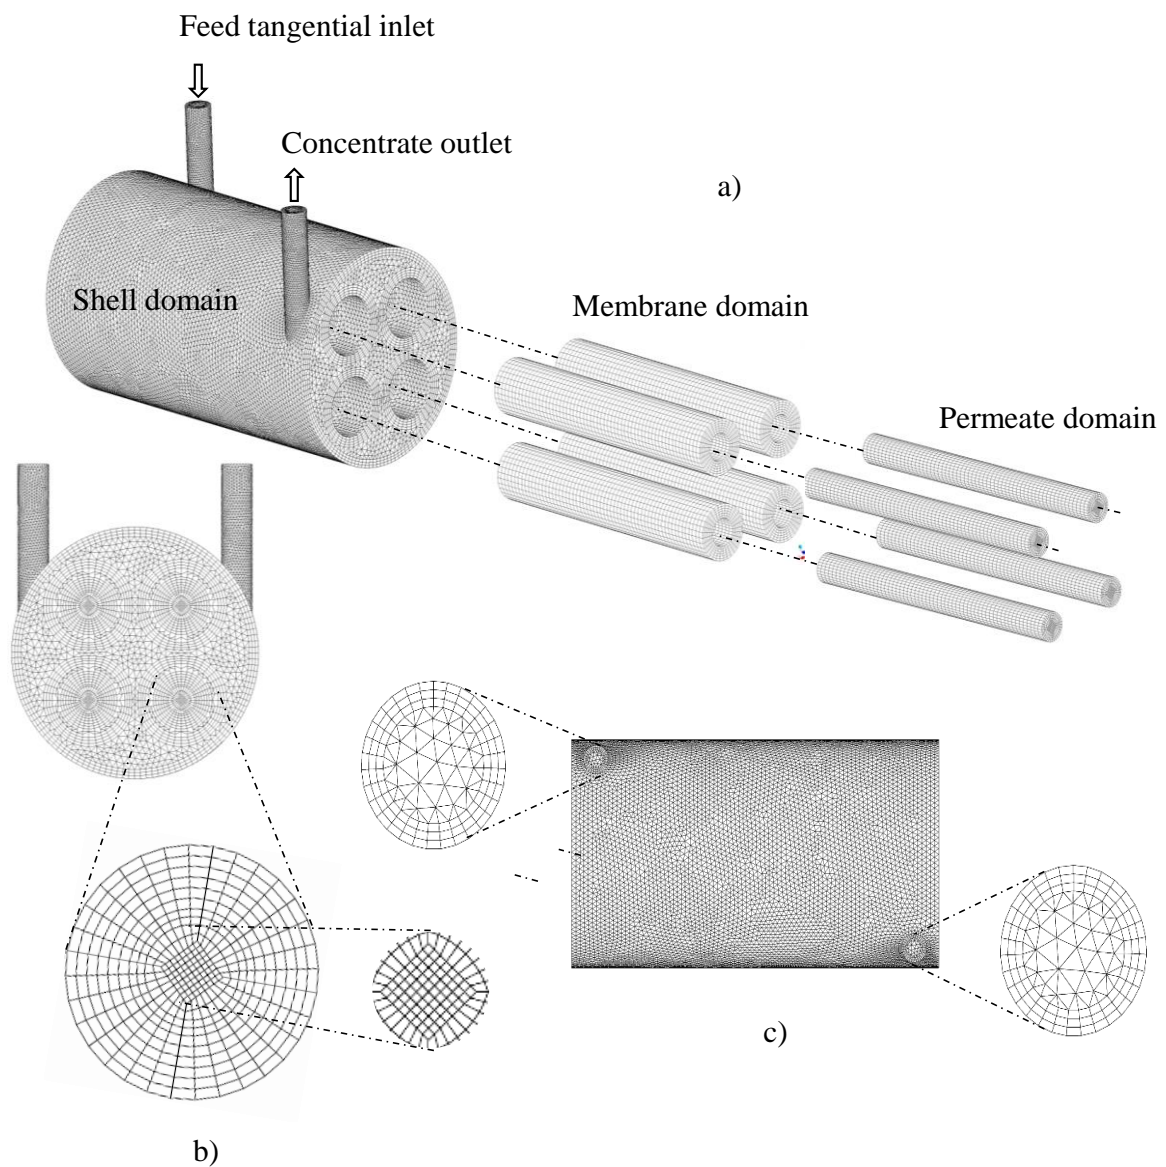 Feed tangential inlet
Concentrate outlet
a)
Shell domain
Membrane domain
Permeate domain
c)
b)